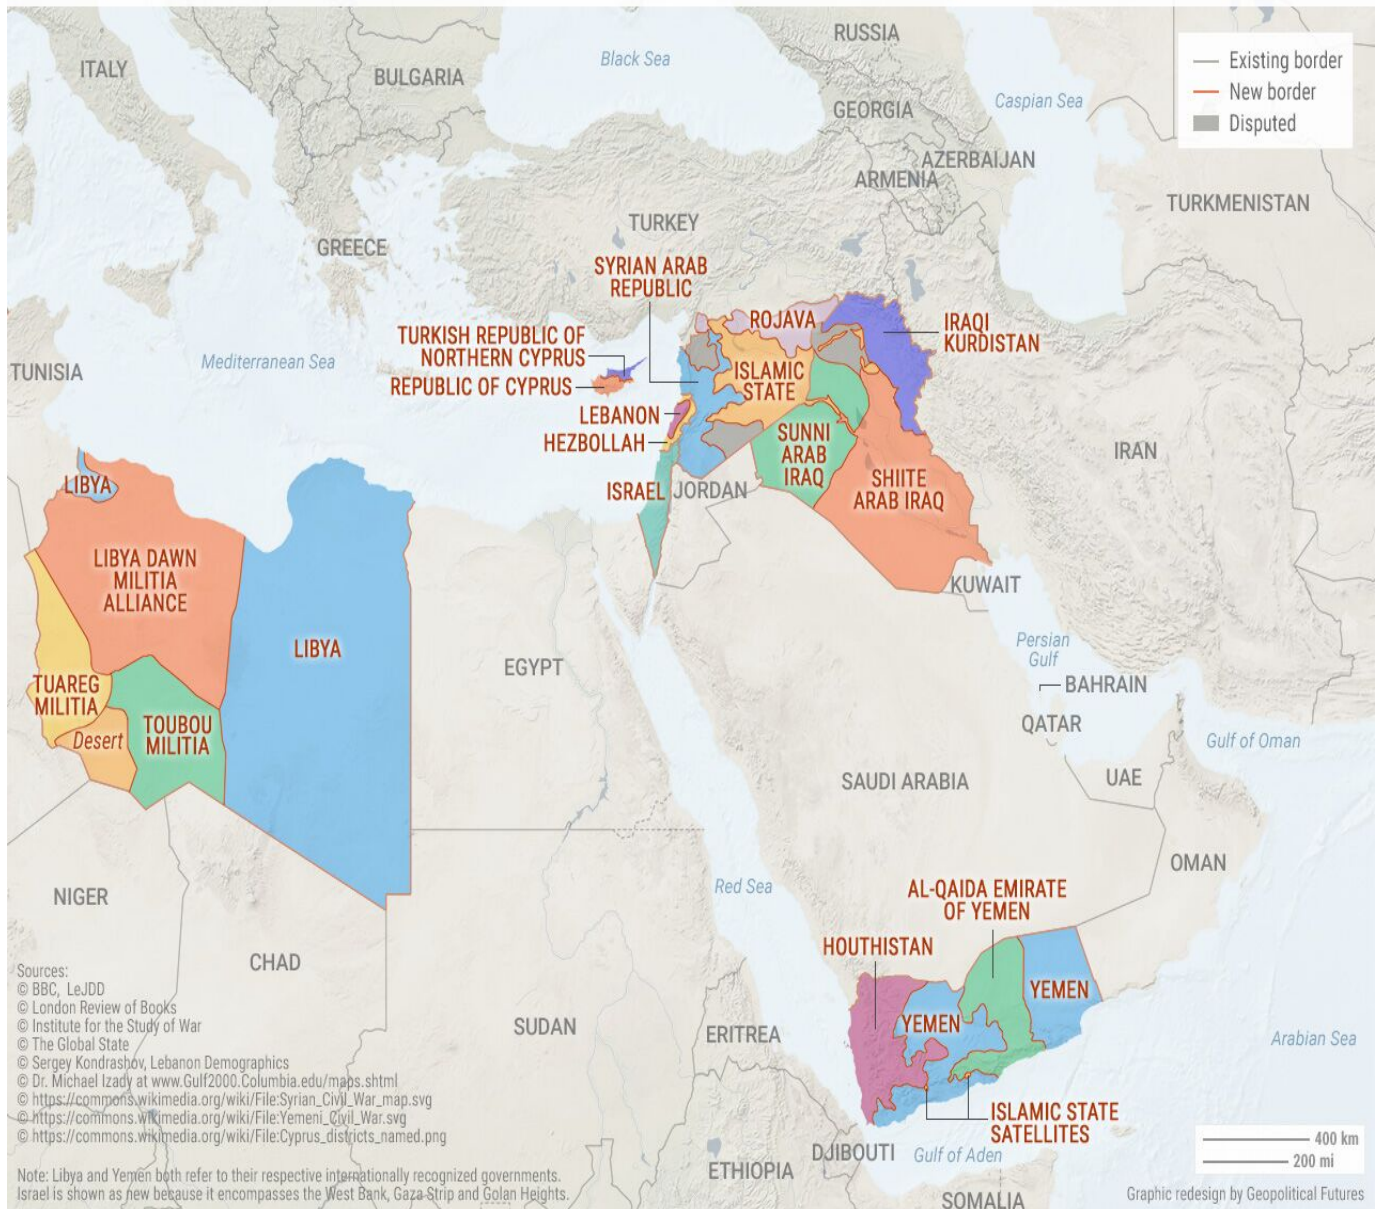 RUSSIA
Black Sea
ITALY
BULGARIA
Existing border
New border
Disputed
Caspian Sea
GEORGIA
AZERBAIJAN
ARMENIA
TURKMENISTAN
TURKEY
GREECE
SYRIAN ARAB
REPUBLIC
ROJAVA
IRAQI
KURDISTAN
TURKISH REPUBLIC OF
NORTHERN CYPRUS
Mediterranean Sea
TUNISIA
REPUBLIC OF CYPRUS
ISLAMIC
STATE
LEBANON
HEZBOLLAH
SUNNI
ARAB
IRAQ
IRAN
SHIITE
ARAB IRAQ
LIBYA
ISRAEL
JORDAN
LIBYA DAWN
MILITIA
ALLIANCE
KUWAIT
LIBYA
Persian
Gulf
EGYPT
BAHRAIN
TUAREG
MILITIA
QATAR
TOUBOU
MILITIA
Desert
Gulf of Oman
SAUDI ARABIA
UAE
OMAN
NIGER
Red Sea
AL-QAIDA EMIRATE
OF YEMEN
HOUTHISTAN
CHAD
YEMEN
YEMEN
SUDAN
ERITREA
Arabian Sea
ISLAMIC STATE
SATELLITES
DJIBOUTI
Gulf of Aden
ETHIOPIA
SOMALIA
400 km
200 mi
Sources:
© BBC, LeJDD
© London Review of Books
© Institute for the Study of War
© The Global State
© Sergey Kondrashov, Lebanon Demographics
© Dr. Michael Izady at www.Gulf2000.Columbia.edu/maps.shtml
© https://commons.wikimedia.org/wiki/File:Syrian_Civil_War_map.svg
© https://commons.wikimedia.org/wiki/File:Yemeni_Civil_War.svg
© https://commons.wikimedia.org/wiki/File:Cyprus_districts_named.png
Note: Libya and Yemen both refer to their respective internationally recognized governments.
Israel is shown as new because it encompasses the West Bank, Gaza Strip and Golan Heights.
Graphic redesign by Geopolitical Futures